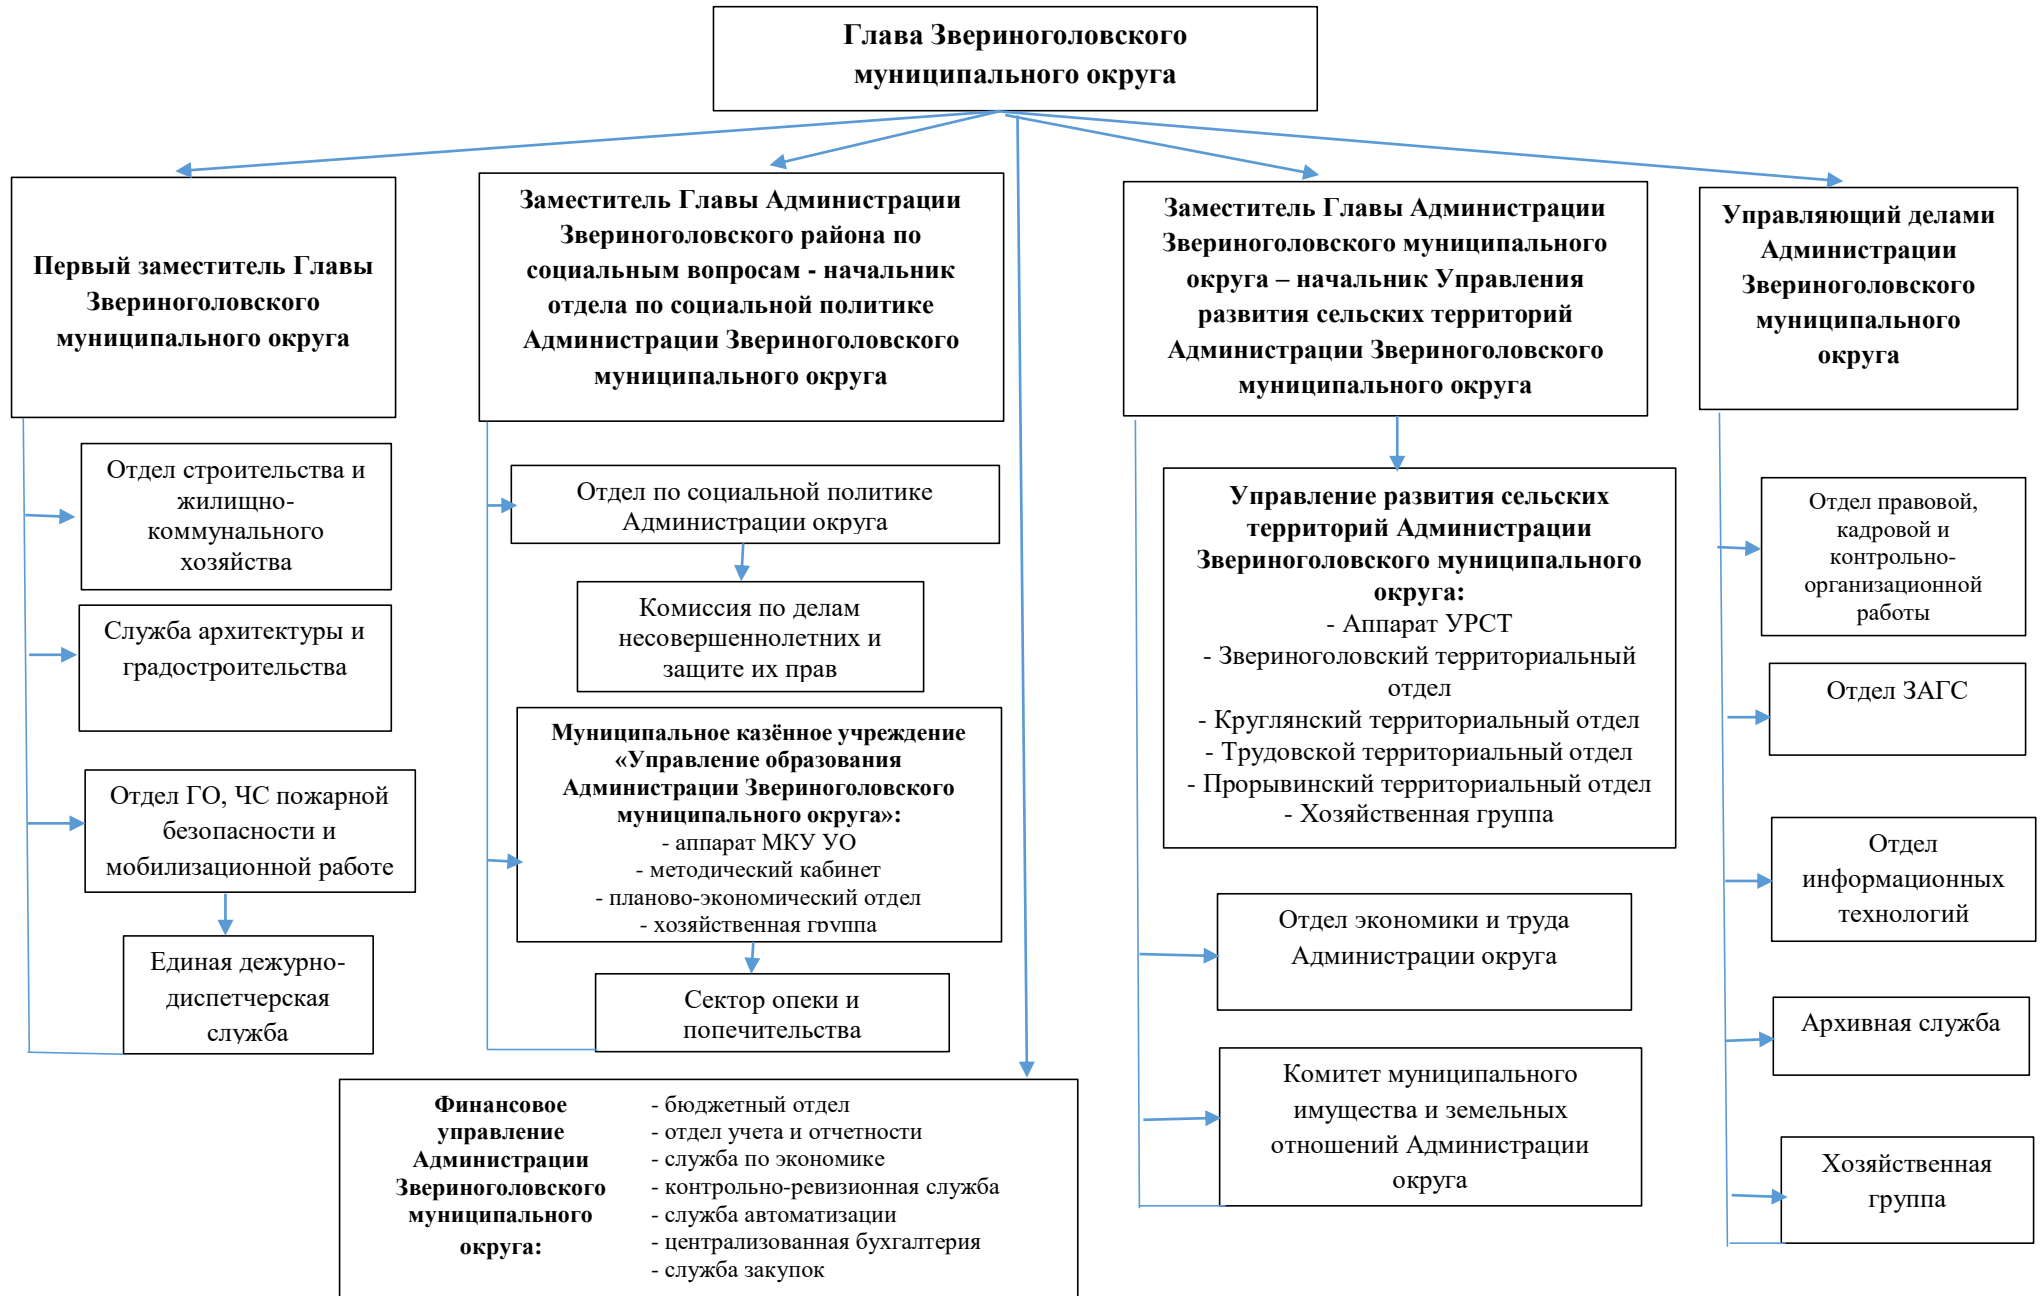 Глава Звериноголовского
муниципального округа
Первый заместитель Главы
Звериноголовского
муниципального округа
Отдел строительства и
жилищно-
коммунального
хозяйства
Служба архитектуры и
градостроительства
Отдел ГО, ЧС пожарной
безопасности и
мобилизационной работе
Единая дежурно-
диспетчерская
служба
Заместитель Главы Администрации
Звериноголовского района по
социальным вопросам - начальник
отдела по социальной политике
Администрации Звериноголовского
муниципального округа
Отдел по социальной политике
Администрации округа
Комиссия по делам
несовершеннолетних и
защите их прав
Муниципальное казённое учреждение
«Управление образования
Администрации Звериноголовского
муниципального округа»:
- аппарат МКУ УО
- методический кабинет
- планово-экономический отдел
- хозяйственная группа
Сектор опеки и
попечительства
Заместитель Главы Администрации
Звериноголовского муниципального
округа – начальник Управления
развития сельских территорий
Администрации Звериноголовского
муниципального округа
Управление развития сельских
территорий Администрации
Звериноголовского муниципального
округа:
- Аппарат УРСТ
- Звериноголовский территориальный
отдел
- Круглянский территориальный отдел
- Трудовской территориальный отдел
- Прорывинский территориальный отдел
- Хозяйственная группа
Отдел экономики и труда
Администрации округа
Комитет муниципального
имущества и земельных
отношений Администрации
округа
Управляющий делами
Администрации
Звериноголовского
муниципального
округа
Отдел правовой,
кадровой и
контрольно-
организационной
работы
Отдел ЗАГС
Отдел
информационных
технологий
Архивная служба
Хозяйственная
группа
Финансовое
управление
Администрации
Звериноголовского
муниципального
округа:
- бюджетный отдел
- отдел учета и отчетности
- служба по экономике
- контрольно-ревизионная служба
- служба автоматизации
- централизованная бухгалтерия
- служба закупок